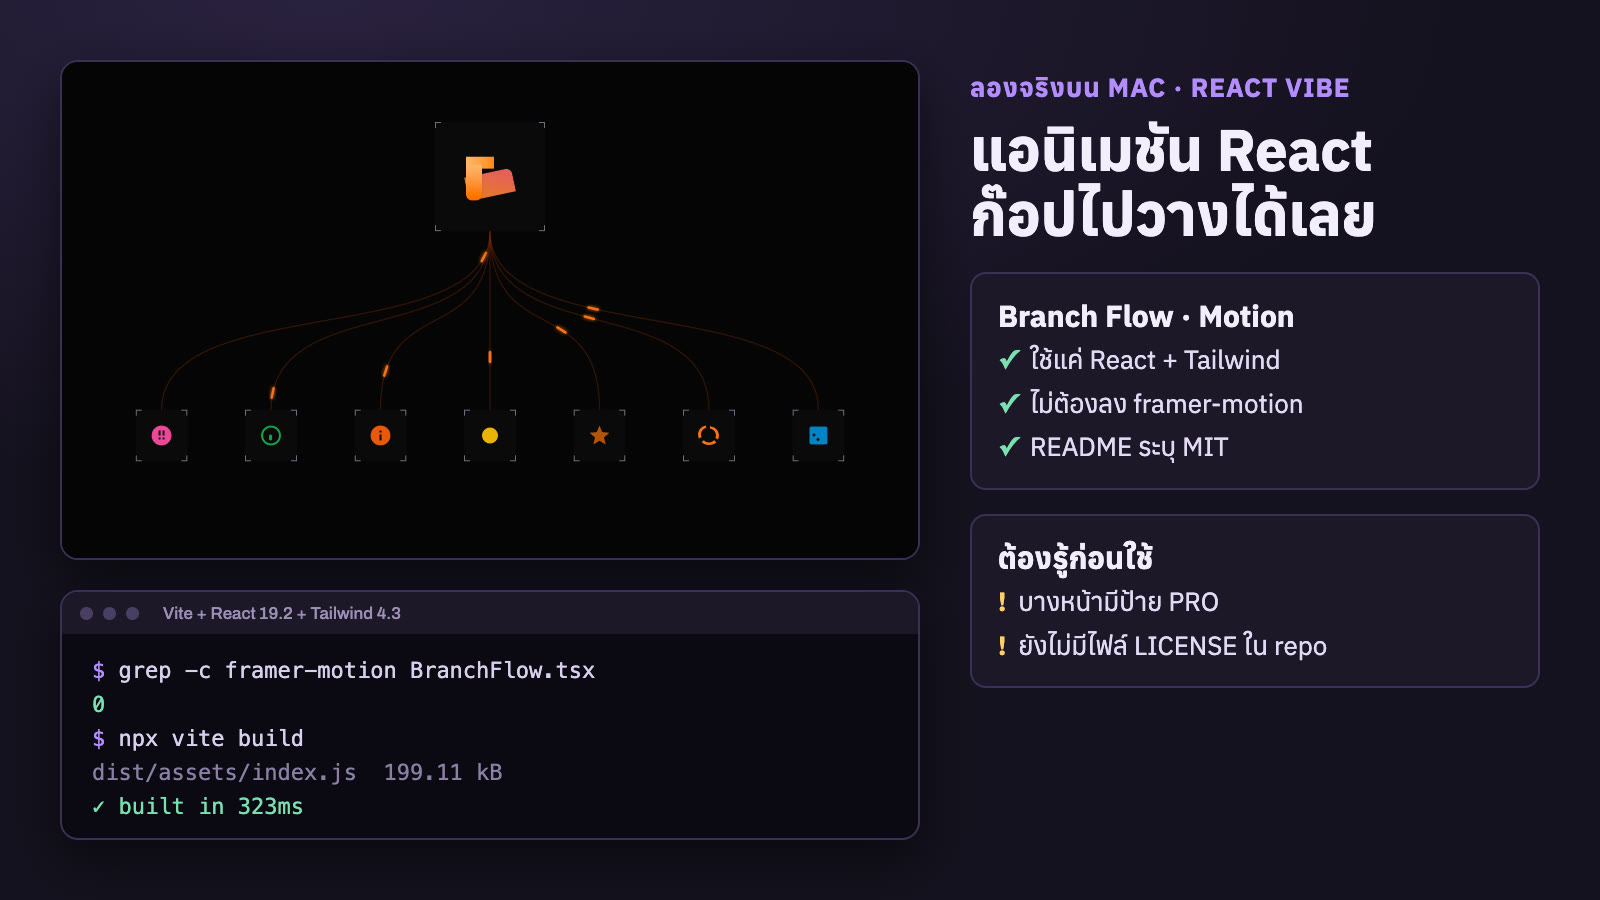 ลองจริงบน MAC · REACT VIBE
แอนิเมชัน React
ก๊อปไปวางได้เลย
Branch Flow · Motion
✓ ใช้แค่ React + Tailwind
✓ ไม่ต้องลง framer-motion
✓ README ระบุ MIT
ต้องรู้ก่อนใช้
! บางหน้ามีป้าย PRO
! ยังไม่มีไฟล์ LICENSE ใน repo
Vite + React 19.2 + Tailwind 4.3
$ grep -c framer-motion BranchFlow.tsx
0
$ npx vite build
dist/assets/index.js 199.11 kB
✓ built in 323ms